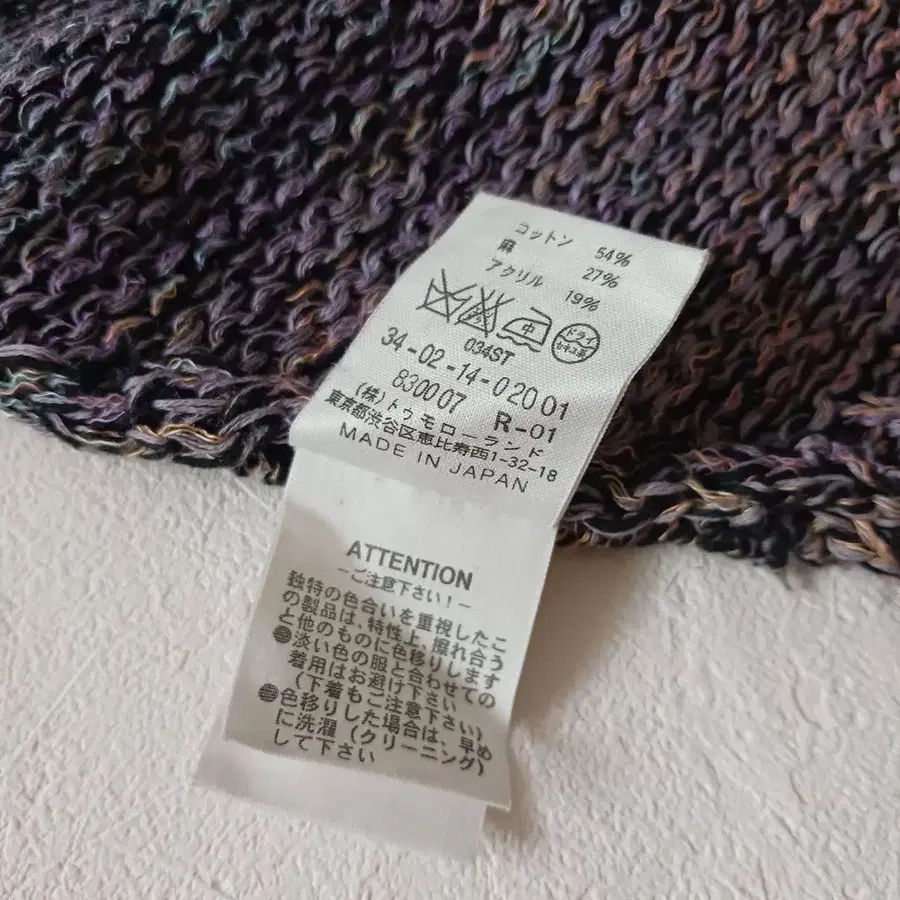 コットン 54%
麻 27%
アクリル 19%
中 ドライ セキユ系
034ST
34-02-14-02001
830007 R-01
(株)トゥモローランド
東京都渋谷区恵比寿西1-32-18
MADE IN JAPAN
ATTENTION
-ご注意下さい!-
独特の色合いを重視したこ
の製品は、特性上、擦れ合う
と他のものに色移りします
●淡い色の服と合わせての
着用はお避け下さい
(下着もご注意下さい)
●色移りした場合は、早め
に洗濯(クリーニング)
して下さい